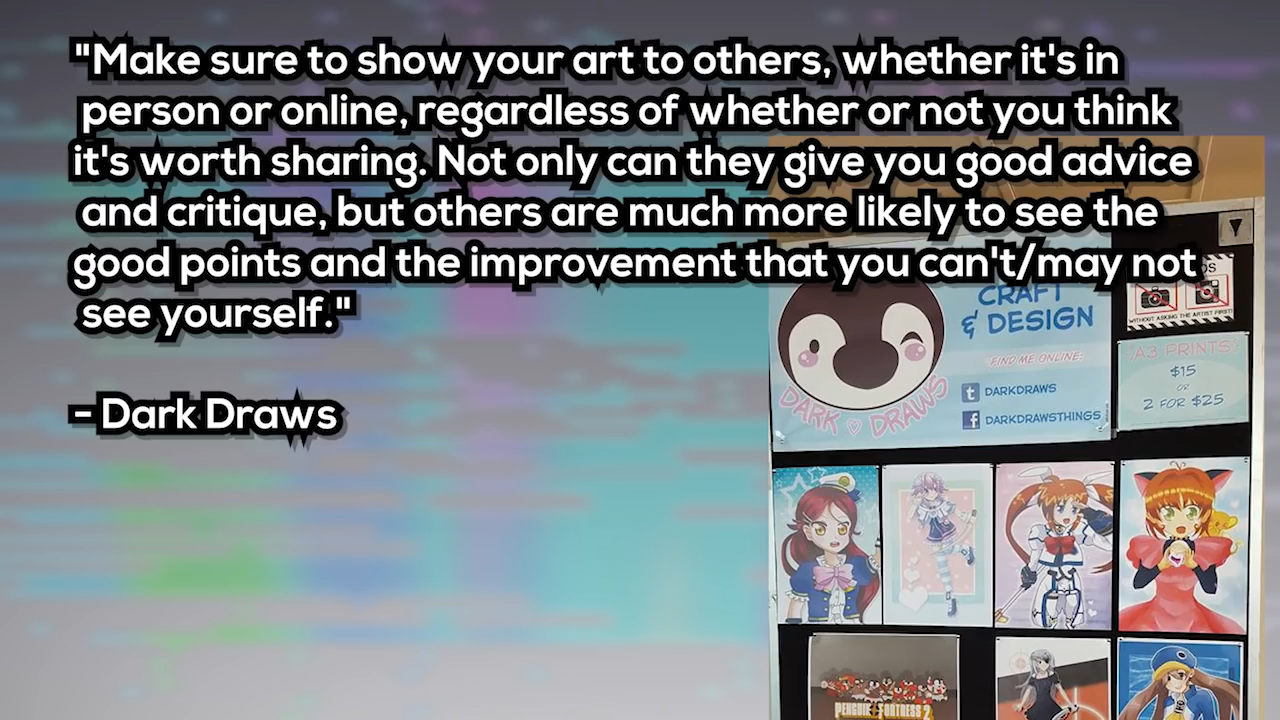 "Make sure to show your art to others, whether it's in
person or online, regardless of whether or not you think
it's worth sharing. Not only can they give you good advice
and critique, but others are much more likely to see the
good points and the improvement that you can't/may not
see yourself."
- Dark Draws
CRAFT
& DESIGN
FIND ME ONLINE:
t DARKDRAWS
f DARKDRAWSTHINGS
DARK ♡ DRAWS
WITHOUT ASKING THE ARTIST FIRST!
A3 PRINTS
$15
OR
2 FOR $25
PENGUIN FORTRESS 2